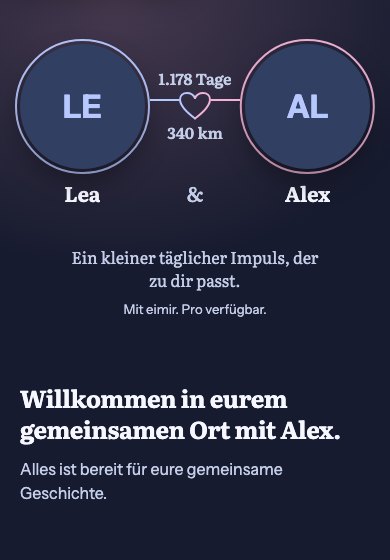 LE
1.178 Tage
340 km
AL
Lea
&
Alex
Ein kleiner täglicher Impuls, der
zu dir passt.
Mit eimir. Pro verfügbar.
Willkommen in eurem
gemeinsamen Ort mit Alex.
Alles ist bereit für eure gemeinsame
Geschichte.